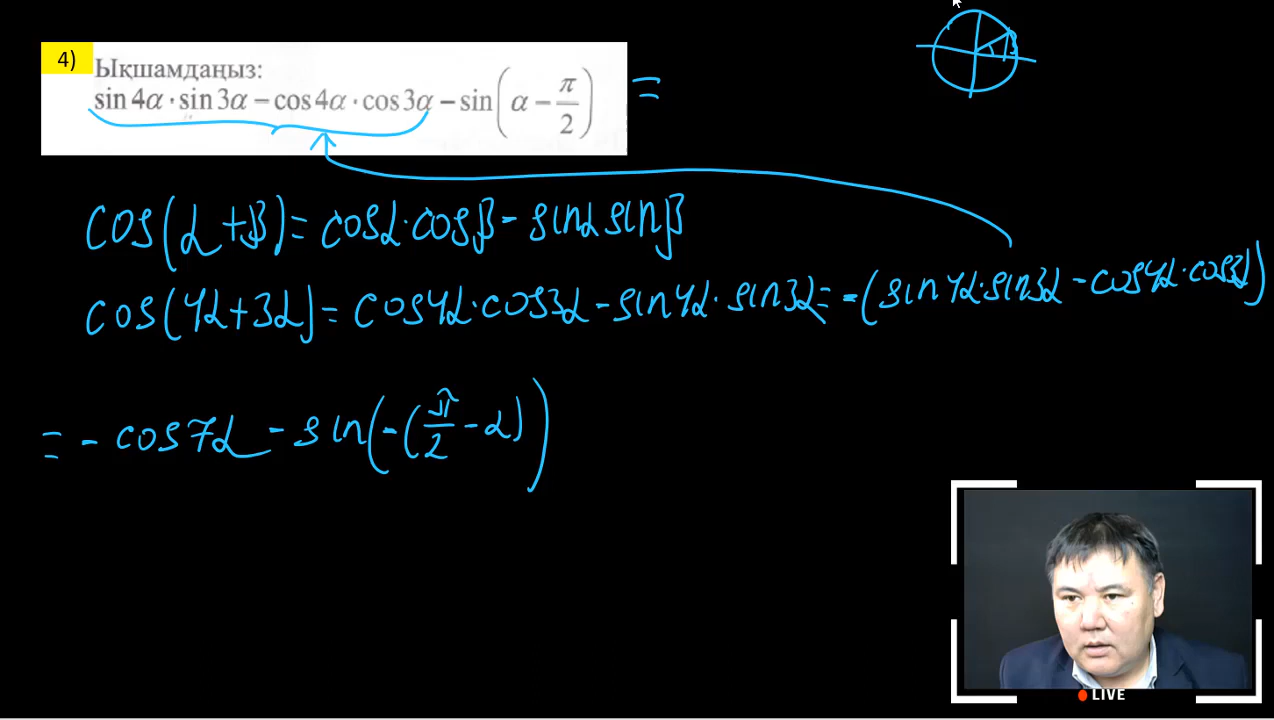 4)
Ықшамдаңыз:
sin 4α · sin 3α − cos 4α · cos 3α − sin(α − π/2) =
cos(α + β) = cosα · cosβ − sinα sinβ
cos(4α + 3α) = cos4α · cos3α − sin4α · sin3α = −(sin4α · sin3α − cos4α · cos3α)
= − cos7α − sin(−(π/2 − α))
LIVE